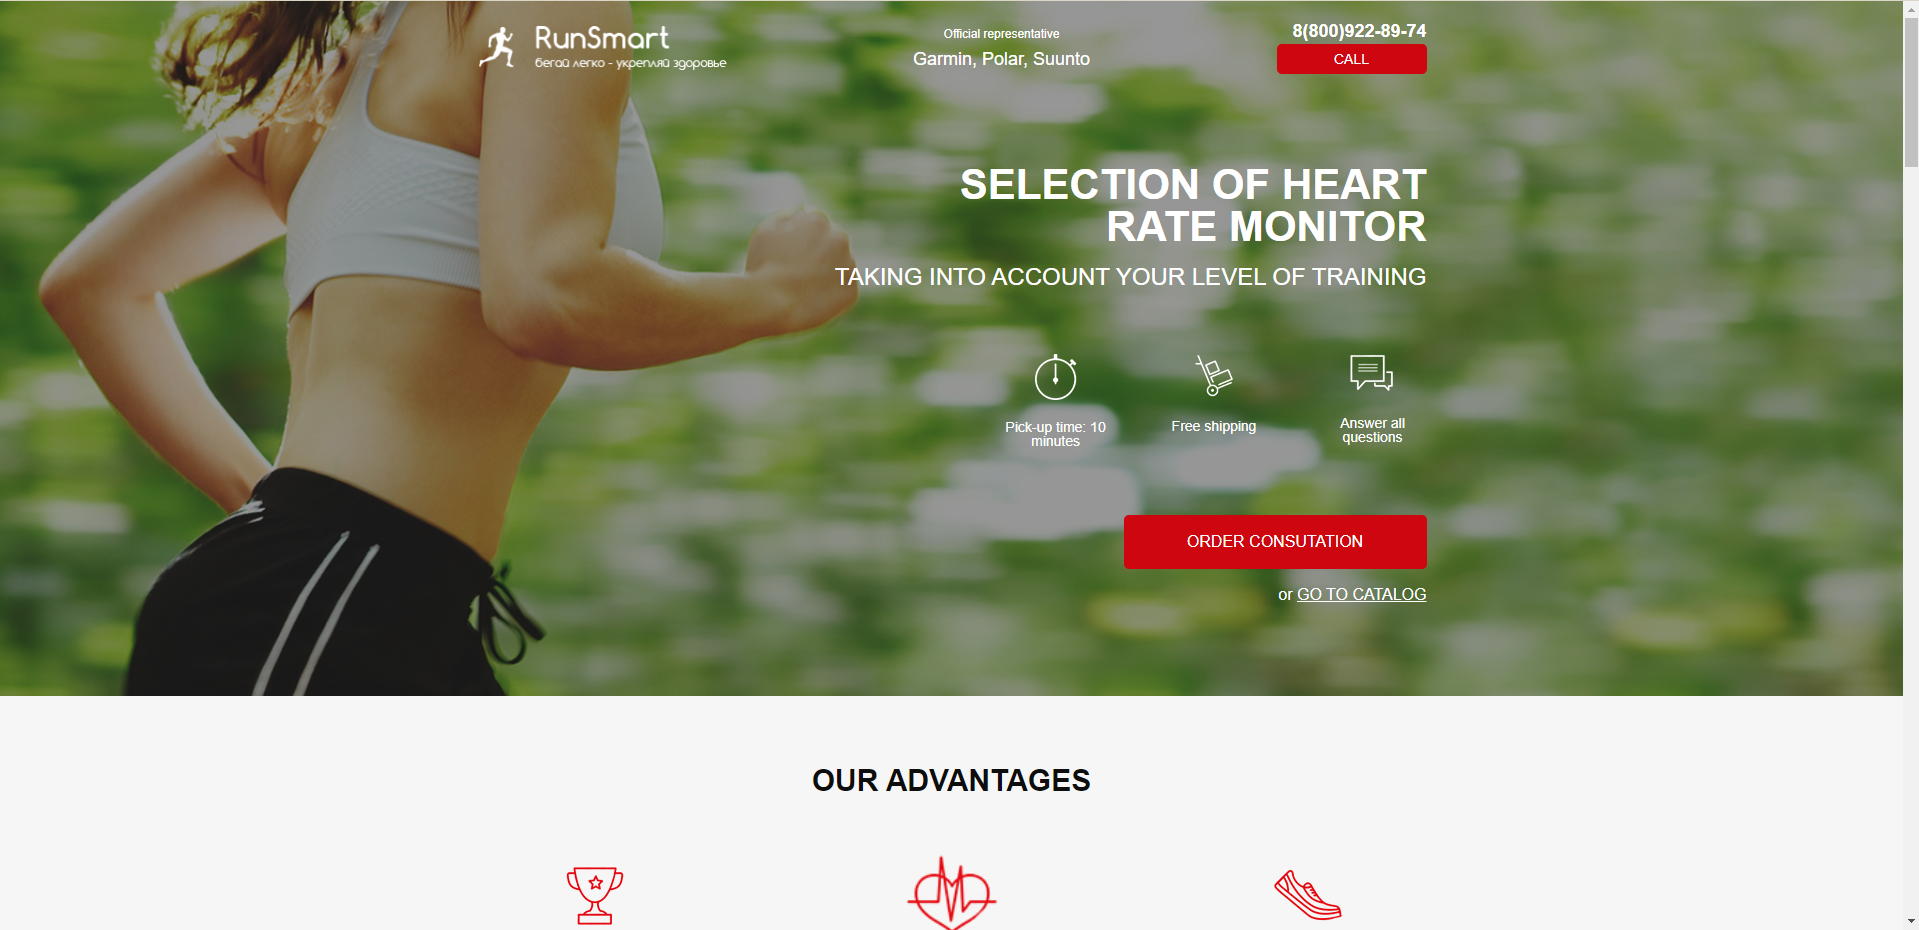 RunSmart
бегай легко - укрепляй здоровье
Official representative
Garmin, Polar, Suunto
8(800)922-89-74
CALL
SELECTION OF HEART
RATE MONITOR
TAKING INTO ACCOUNT YOUR LEVEL OF TRAINING
Pick-up time: 10
minutes
Free shipping
Answer all
questions
ORDER CONSUTATION
or GO TO CATALOG
OUR ADVANTAGES